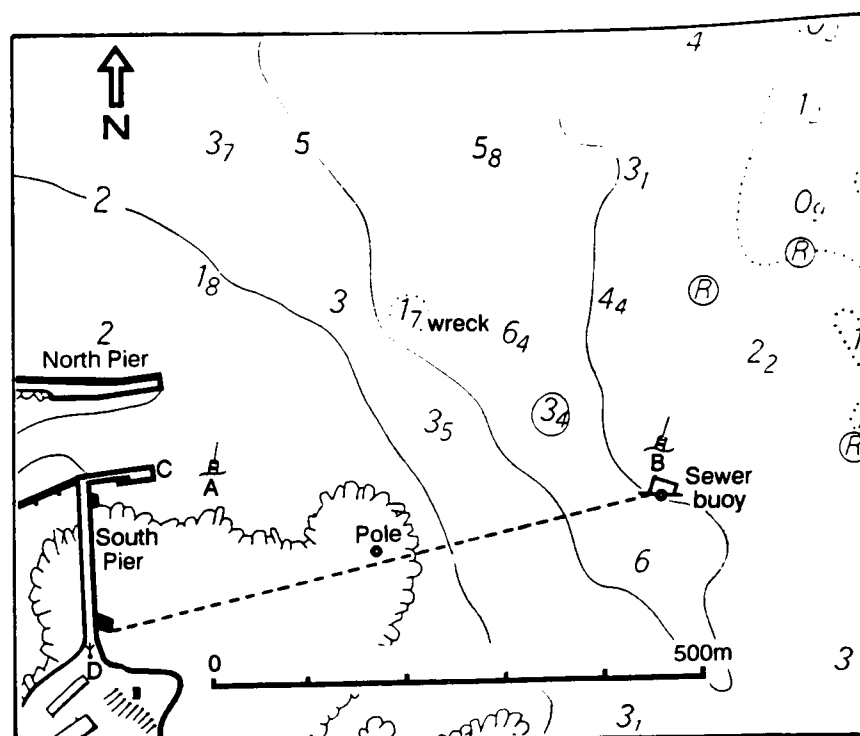 4
N
3₇
5
5₈
3₁
2
1₈
3
1₇ wreck
6₄
4₄
R
R
2₂
2
North Pier
3₅
3₄
R
A
B
C
Sewer
buoy
South
Pier
Pole
6
D
0
500m
3
3₁